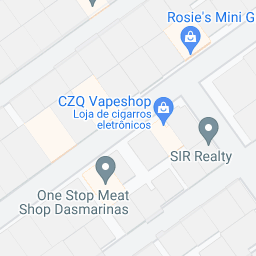 Rosie's Mini G
CZQ Vapeshop
Loja de cigarros
eletrônicos
SIR Realty
One Stop Meat
Shop Dasmarinas